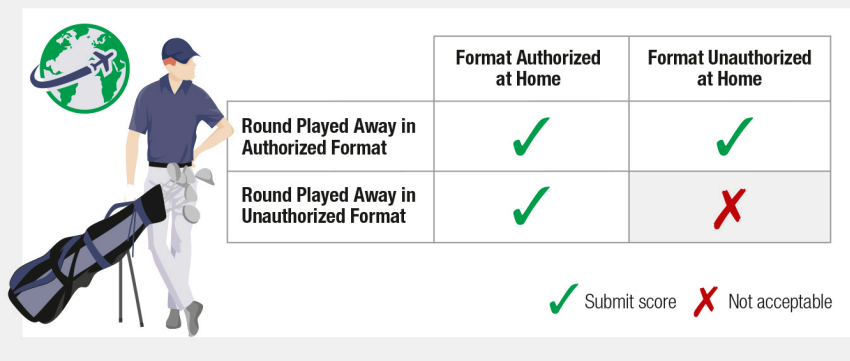 Format Authorized
at Home
Format Unauthorized
at Home
Round Played Away in
Authorized Format
Round Played Away in
Unauthorized Format
Submit score
Not acceptable